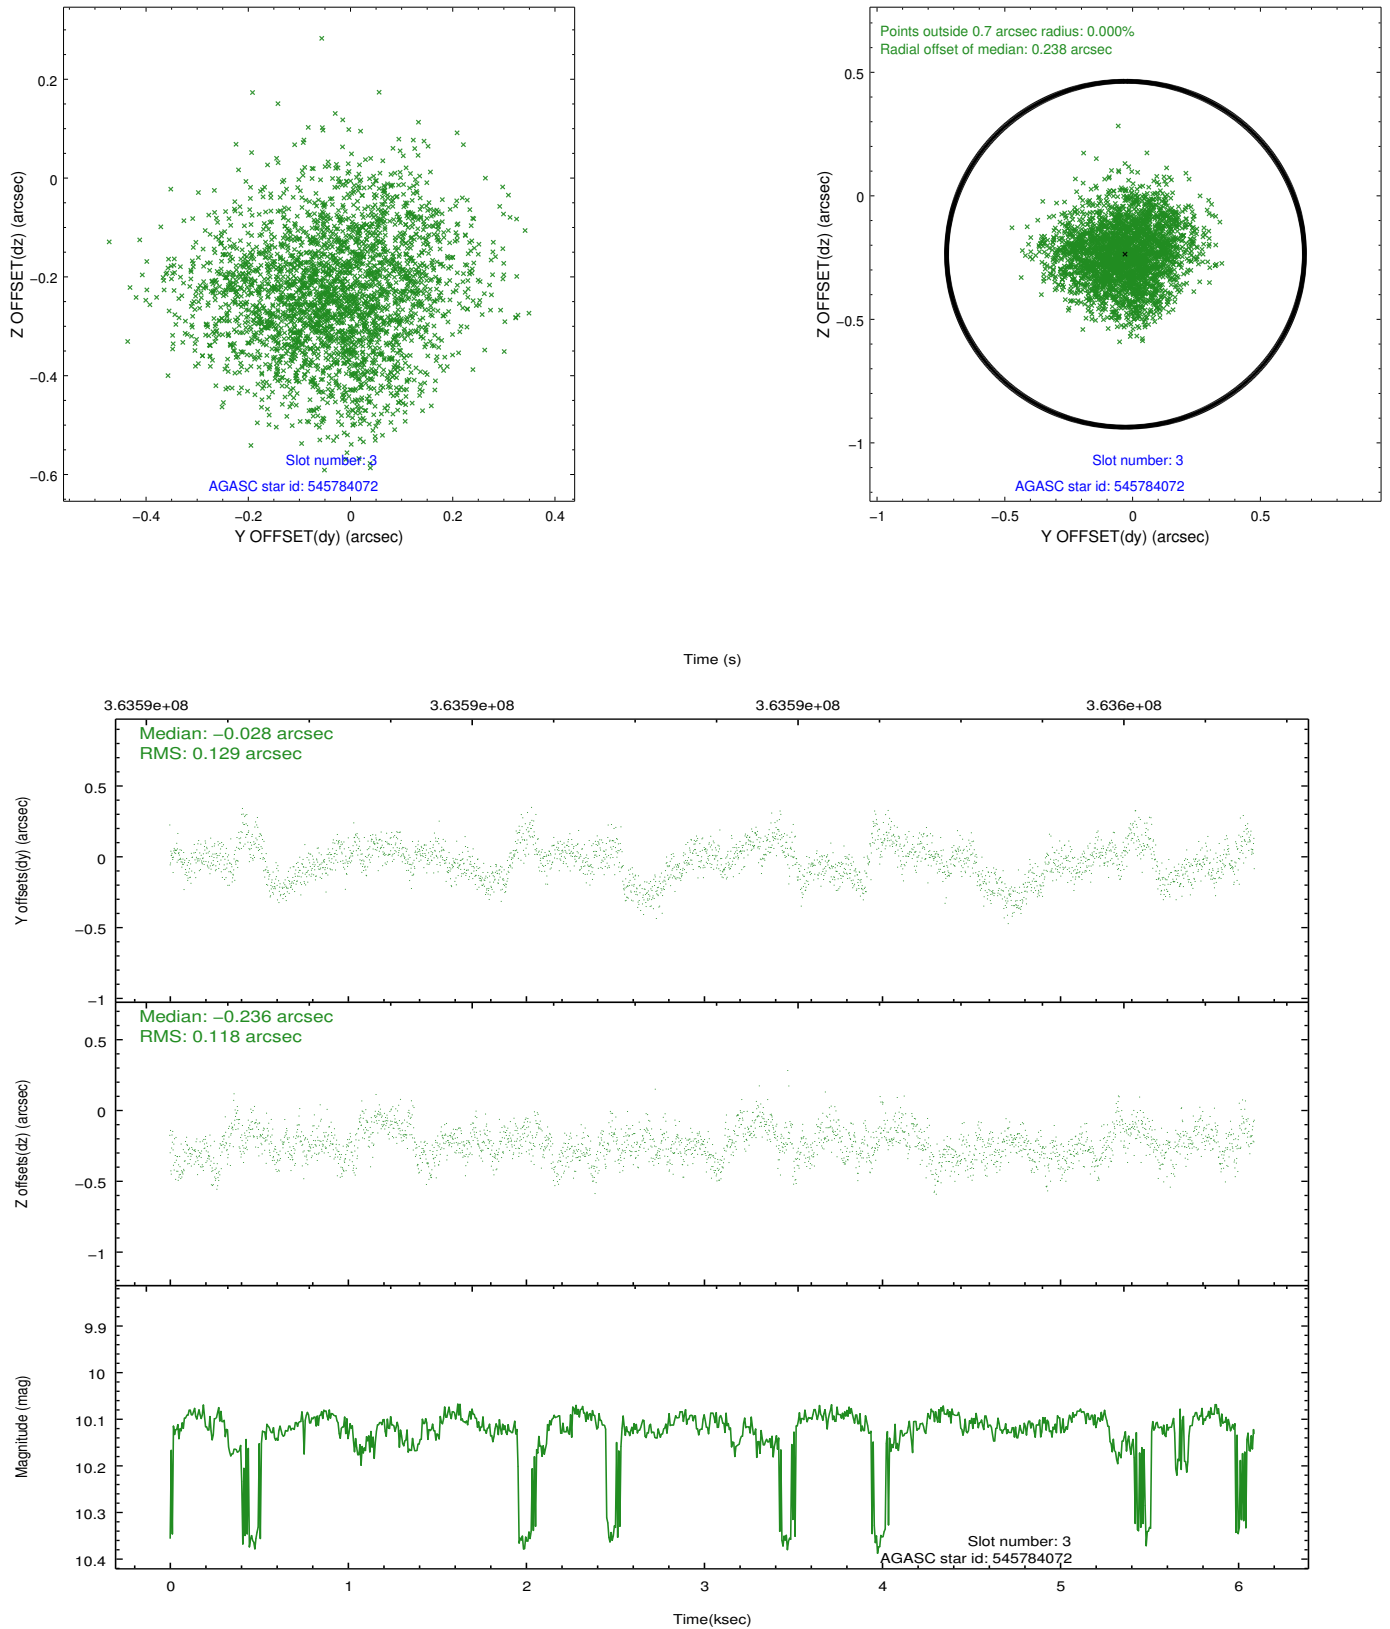 0.2
0
−0.2
−0.4
−0.6
Z OFFSET(dz) (arcsec)
Slot number: 3
AGASC star id: 545784072
−0.4 −0.2 0 0.2 0.4
Y OFFSET(dy) (arcsec)
Points outside 0.7 arcsec radius: 0.000%
Radial offset of median: 0.238 arcsec
0.5
0
−0.5
−1
Z OFFSET(dz) (arcsec)
Slot number: 3
AGASC star id: 545784072
−1 −0.5 0 0.5
Y OFFSET(dy) (arcsec)
Time (s)
3.6359e+08 3.6359e+08 3.6359e+08 3.636e+08
Median: −0.028 arcsec
RMS: 0.129 arcsec
0.5
0
−0.5
−1
Y offsets(dy) (arcsec)
Median: −0.236 arcsec
RMS: 0.118 arcsec
0.5
0
−0.5
−1
Z offsets(dz) (arcsec)
9.9
10
10.1
10.2
10.3
10.4
Magnitude (mag)
Slot number: 3
AGASC star id: 545784072
0 1 2 3 4 5 6
Time(ksec)